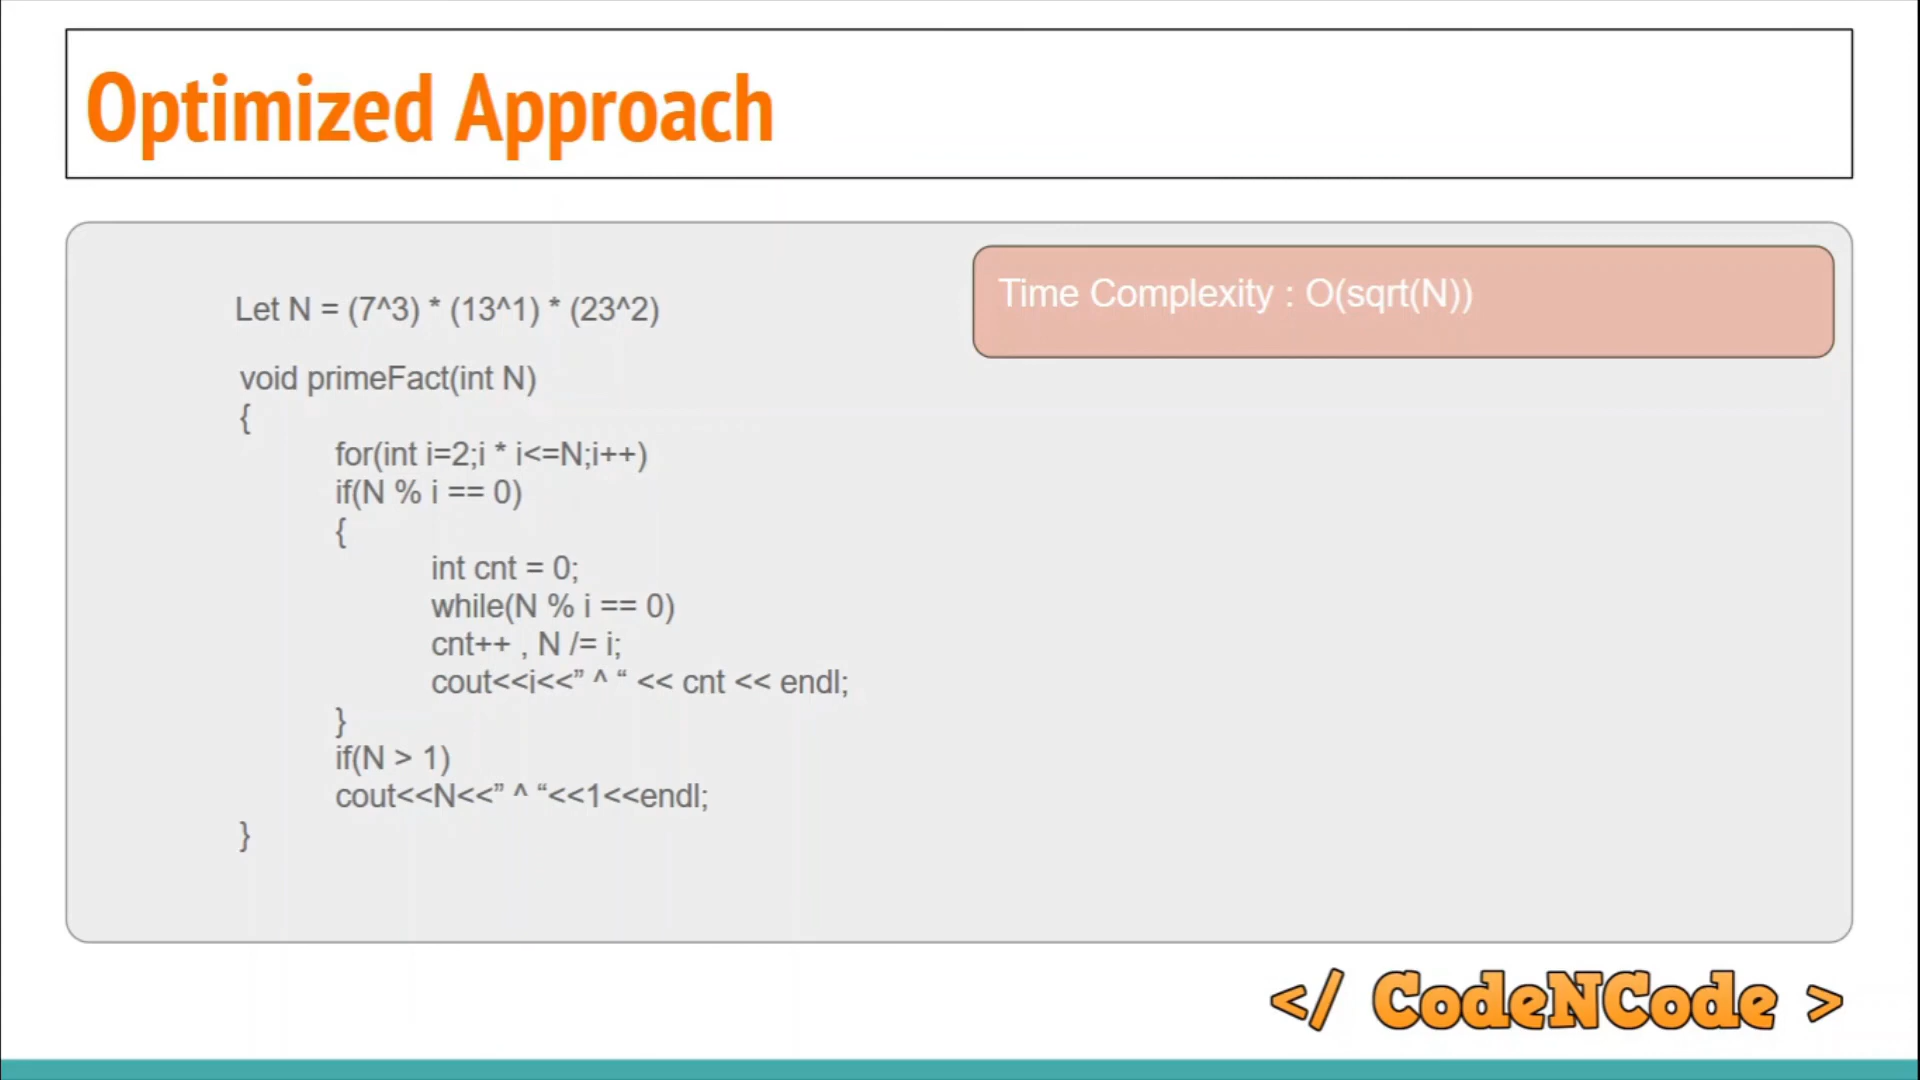 Optimized Approach
Let N = (7^3) * (13^1) * (23^2)
Time Complexity : O(sqrt(N))
void primeFact(int N)
{
for(int i=2;i * i<=N;i++)
if(N % i == 0)
{
int cnt = 0;
while(N % i == 0)
cnt++ , N /= i;
cout<<i<<” ^ “ << cnt << endl;
}
if(N > 1)
cout<<N<<” ^ “<<1<<endl;
}
</ CodeNCode >